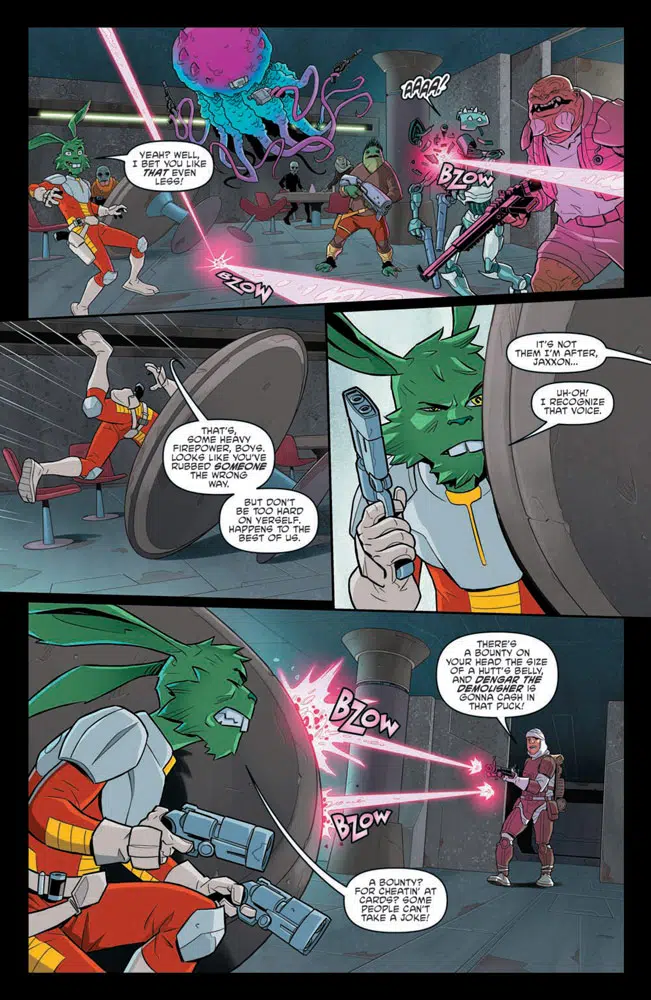 YEAH? WELL,
I BET YOU LIKE
THAT EVEN
LESS!
AAAA!
BZOW
BZOW
THAT'S,
SOME HEAVY
FIREPOWER, BOYS.
LOOKS LIKE YOU'VE
RUBBED SOMEONE
THE WRONG
WAY.
BUT DON'T
BE TOO HARD
ON YERSELF.
HAPPENS TO THE
BEST OF US.
IT'S NOT
THEM I'M AFTER,
JAXXON...
UH-OH!
I RECOGNIZE
THAT VOICE.
THERE'S
A BOUNTY ON
YOUR HEAD THE SIZE
OF A HUTT'S BELLY,
AND DENGAR THE
DEMOLISHER IS
GONNA CASH IN
THAT PUCK!
BZOW
BZOW
A BOUNTY?
FOR CHEATIN' AT
CARDS? SOME
PEOPLE CAN'T
TAKE A JOKE!